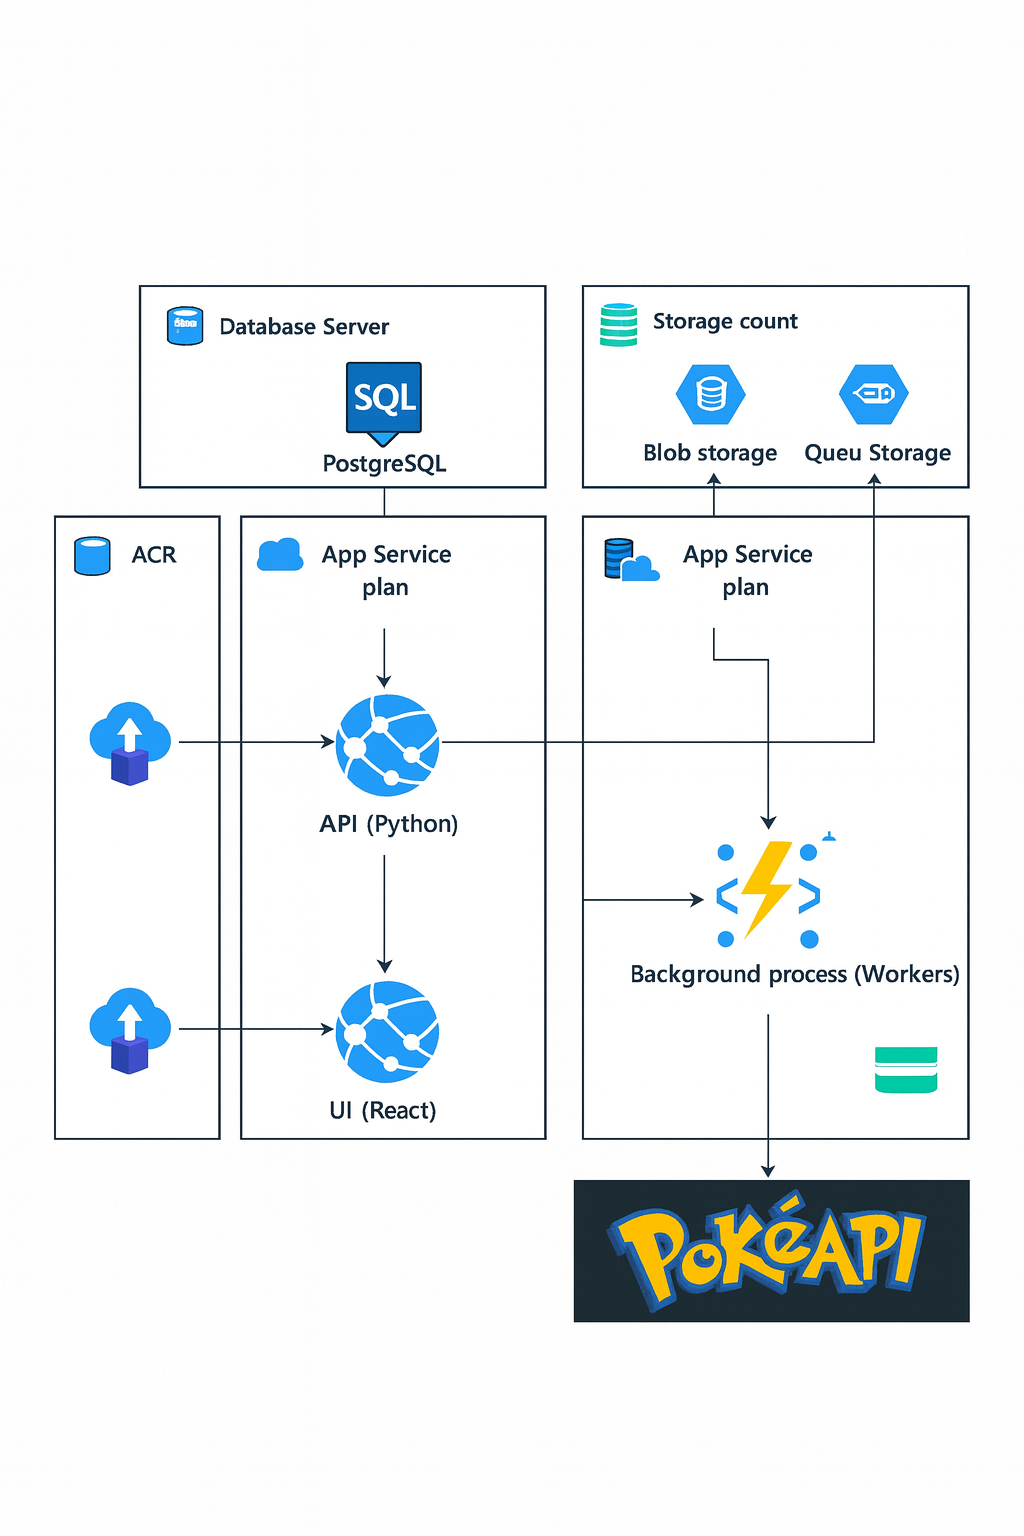 Database Server
SQL
PostgreSQL
Storage count
Blob storage
Queu Storage
ACR
App Service
plan
API (Python)
UI (React)
App Service
plan
Background process (Workers)
PokéAPI